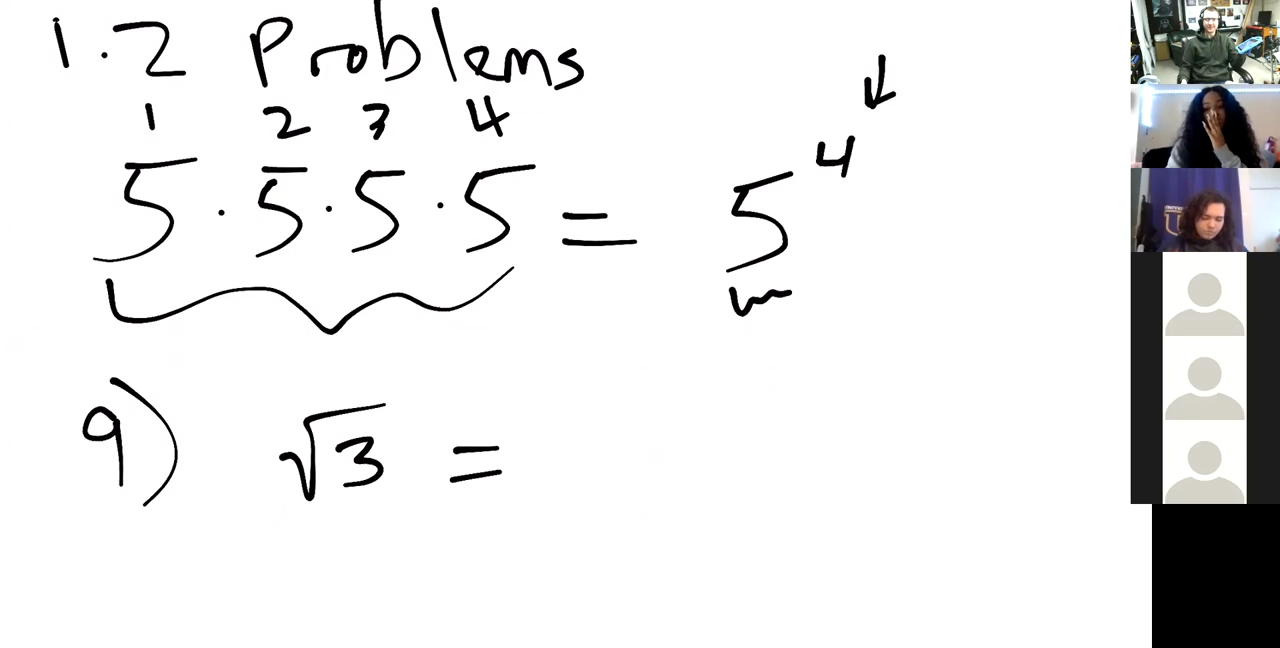 1.2 Problems
1 2 3 4
5 · 5 · 5 · 5 = 5⁴
9) √3 =